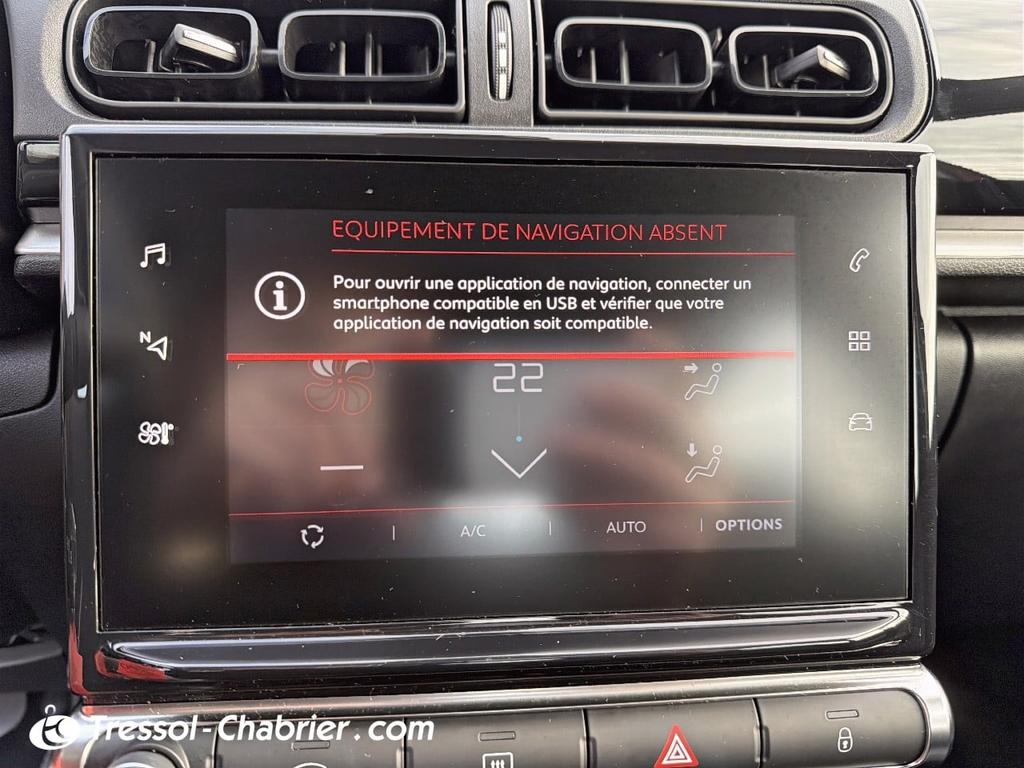 EQUIPEMENT DE NAVIGATION ABSENT
Pour ouvrir une application de navigation, connecter un
smartphone compatible en USB et vérifier que votre
application de navigation soit compatible.
N
22
A/C
AUTO
OPTIONS
Tressol-Chabrier.com